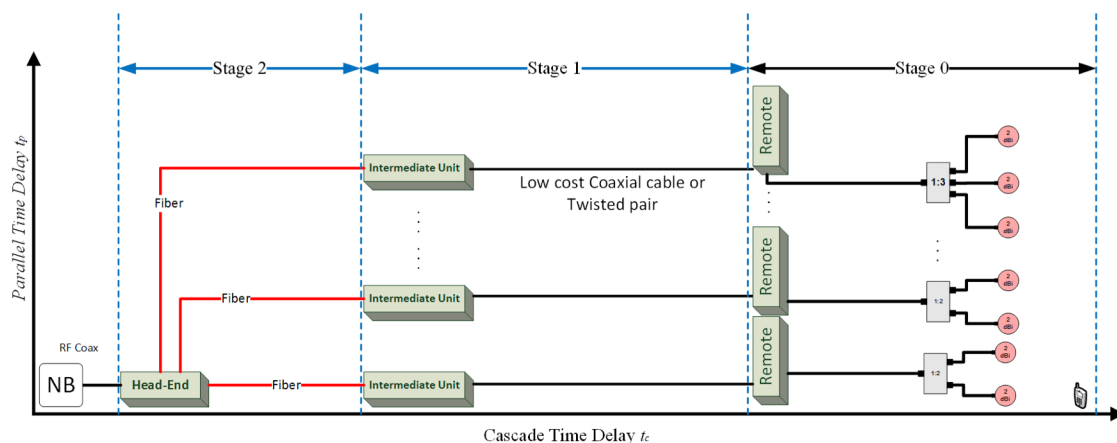 Stage 2
Stage 1
Stage 0
Parallel Time Delay tp
Remote
Intermediate Unit
Low cost Coaxial cable or
Twisted pair
Fiber
1:3
2
dBi
2
dBi
2
dBi
Remote
Intermediate Unit
Fiber
1:2
2
dBi
2
dBi
RF Coax
NB
Head-End
Fiber
Intermediate Unit
Remote
1:2
2
dBi
2
dBi
Cascade Time Delay tc